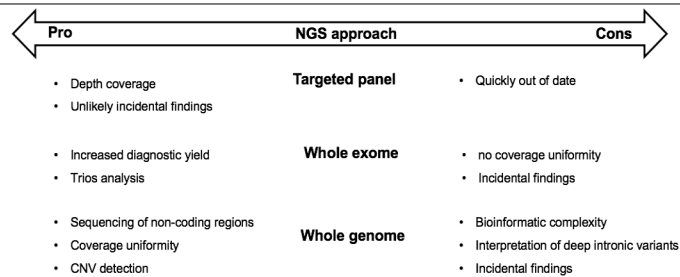 Pro NGS approach Cons
Targeted panel
• Depth coverage
• Unlikely incidental findings
• Quickly out of date
Whole exome
• Increased diagnostic yield
• Trios analysis
• no coverage uniformity
• Incidental findings
Whole genome
• Sequencing of non-coding regions
• Coverage uniformity
• CNV detection
• Bioinformatic complexity
• Interpretation of deep intronic variants
• Incidental findings